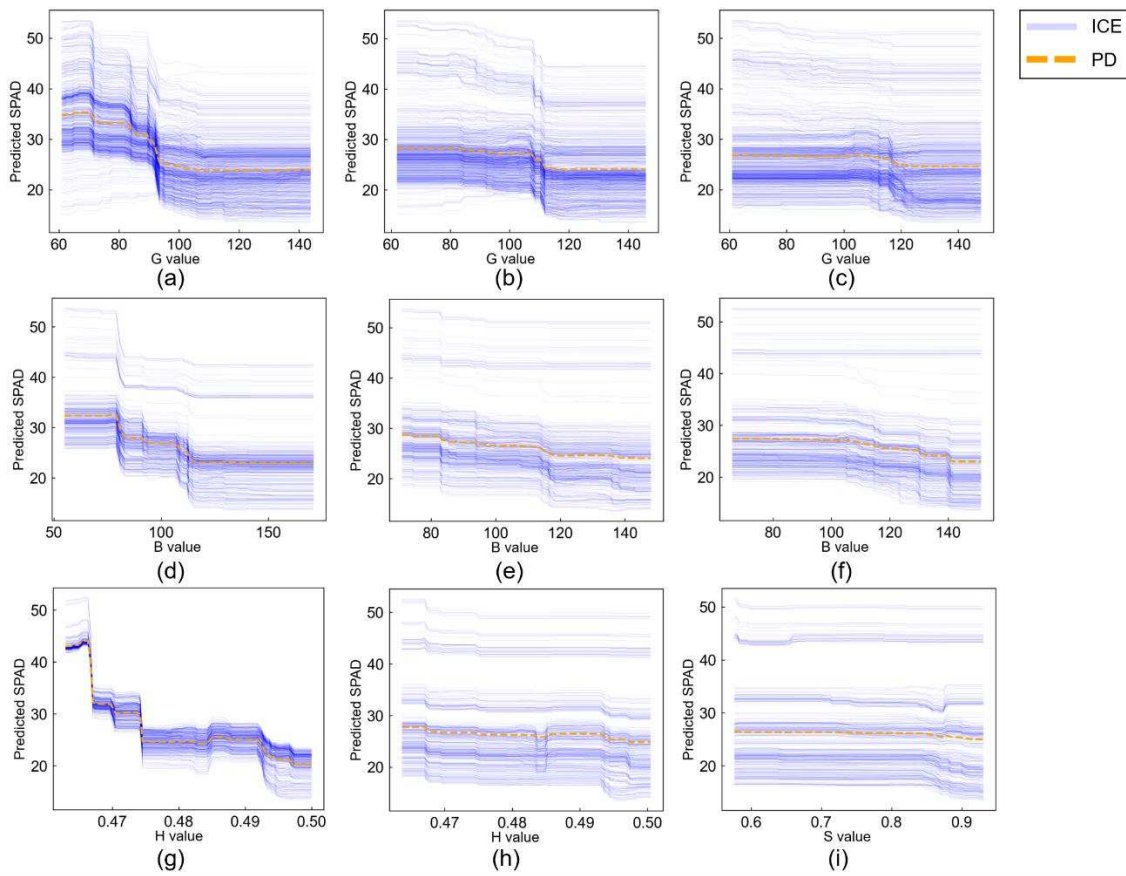 ICE
PD
Predicted SPAD
50
40
30
20
60 80 100 120 140
G value
(a)
Predicted SPAD
50
40
30
20
60 80 100 120 140
G value
(b)
Predicted SPAD
50
40
30
20
60 80 100 120 140
G value
(c)
Predicted SPAD
50
40
30
20
50 100 150
B value
(d)
Predicted SPAD
50
40
30
20
80 100 120 140
B value
(e)
Predicted SPAD
50
40
30
20
80 100 120 140
B value
(f)
Predicted SPAD
50
40
30
20
0.47 0.48 0.49 0.50
H value
(g)
Predicted SPAD
50
40
30
20
0.47 0.48 0.49 0.50
H value
(h)
Predicted SPAD
50
40
30
20
0.6 0.7 0.8 0.9
S value
(i)